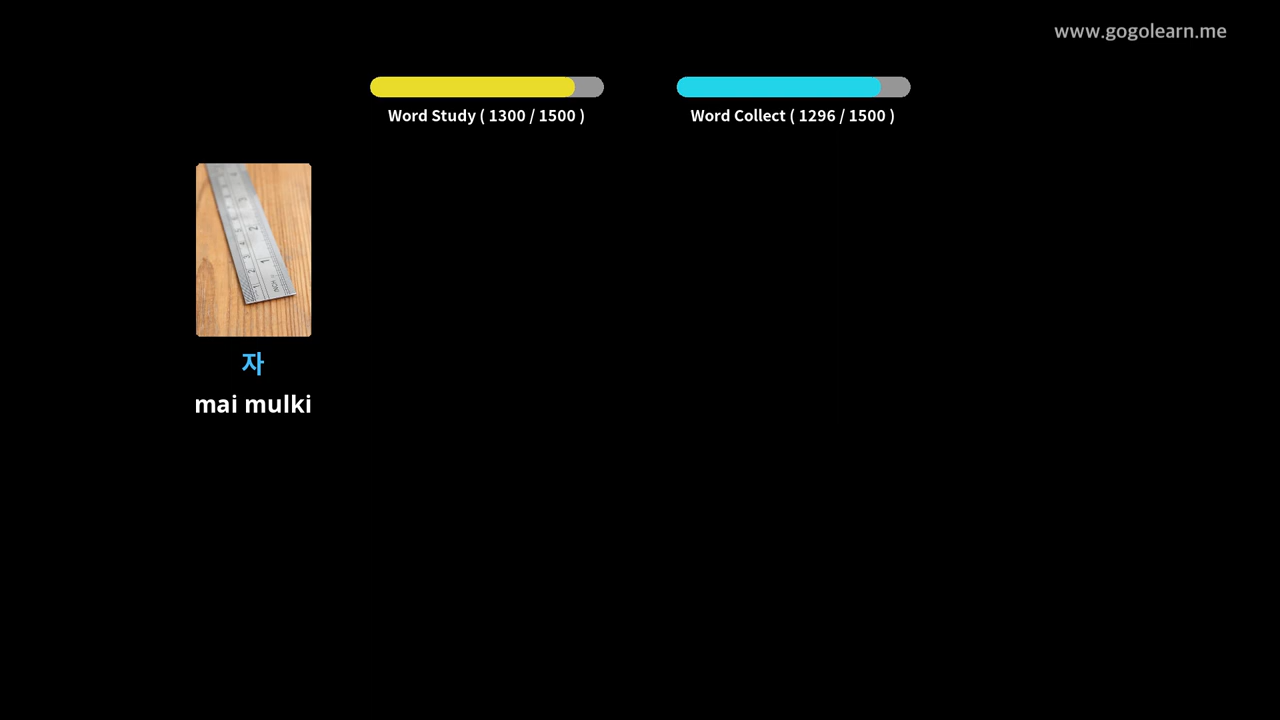 www.gogolearn.me
Word Study ( 1300 / 1500 )
Word Collect ( 1296 / 1500 )
자
mai mulki